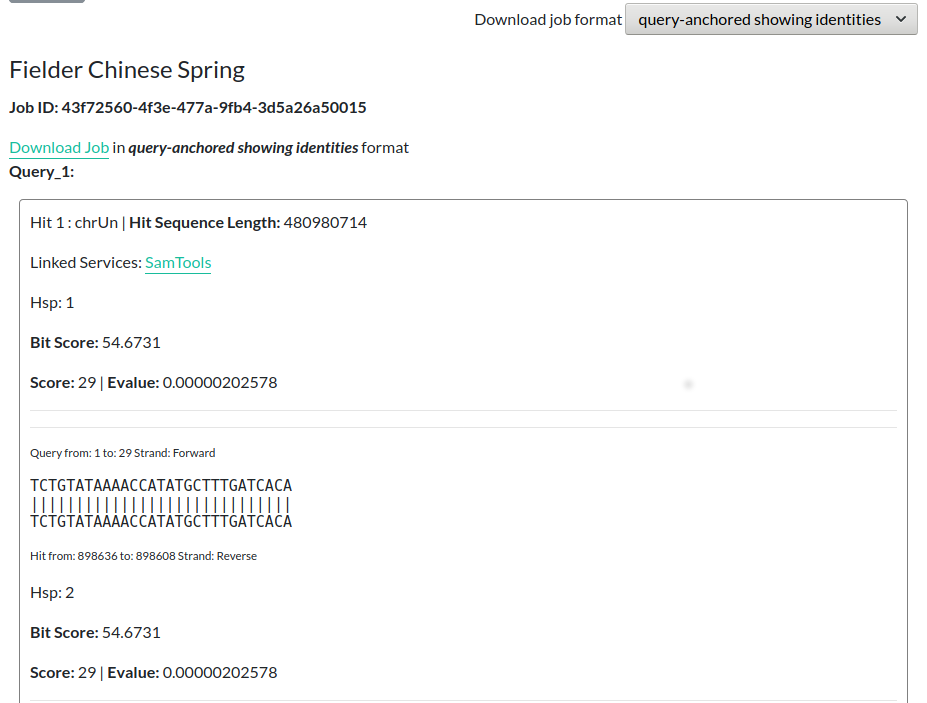 Download job format query-anchored showing identities
Fielder Chinese Spring
Job ID: 43f72560-4f3e-477a-9fb4-3d5a26a50015
Download Job in query-anchored showing identities format
Query_1:
Hit 1 : chrUn | Hit Sequence Length: 480980714
Linked Services: SamTools
Hsp: 1
Bit Score: 54.6731
Score: 29 | Evalue: 0.00000202578
Query from: 1 to: 29 Strand: Forward
TCTGTATAAAACCATATGCTTTGATCACA
|||||||||||||||||||||||||||||
TCTGTATAAAACCATATGCTTTGATCACA
Hit from: 898636 to: 898608 Strand: Reverse
Hsp: 2
Bit Score: 54.6731
Score: 29 | Evalue: 0.00000202578